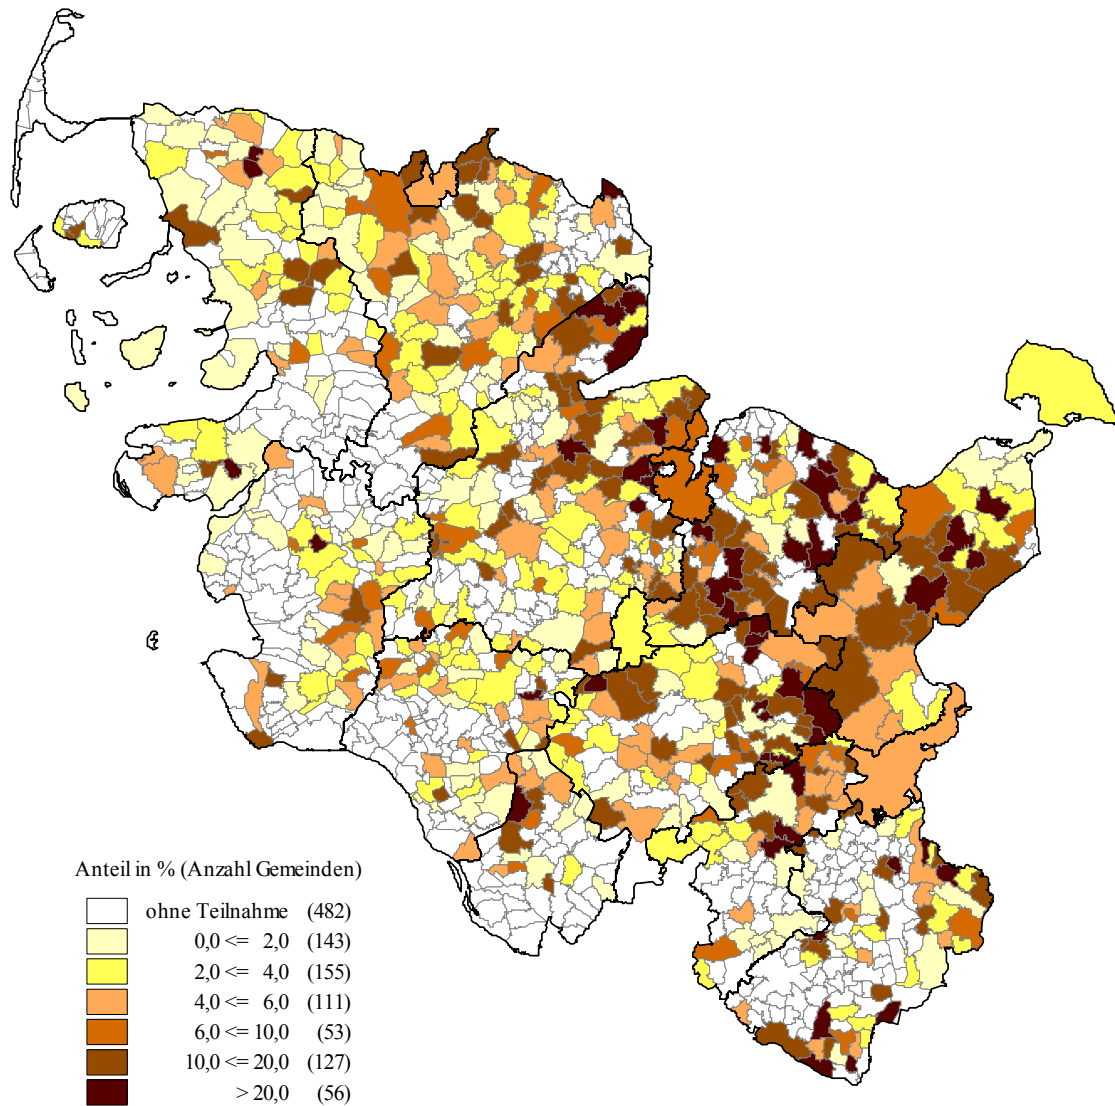 Anteil in % (Anzahl Gemeinden)
ohne Teilnahme (482)
0,0 <= 2,0 (143)
2,0 <= 4,0 (155)
4,0 <= 6,0 (111)
6,0 <= 10,0 (53)
10,0 <= 20,0 (127)
> 20,0 (56)